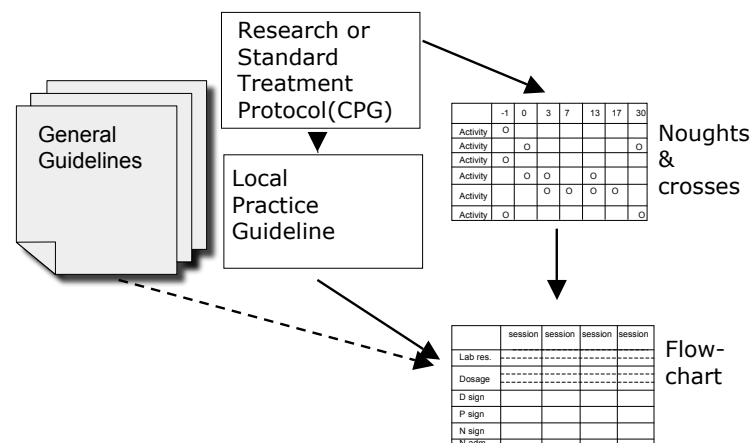 Research or
Standard
Treatment
Protocol(CPG)
General
Guidelines
Local
Practice
Guideline
-1 0 3 7 13 17 30
Activity O
Activity O O
Activity O
Activity O O O
Activity O O O O
Activity O O
Noughts
&
crosses
session session session session
Lab res.
Dosage
D sign
P sign
N sign
N adm
Flow-
chart